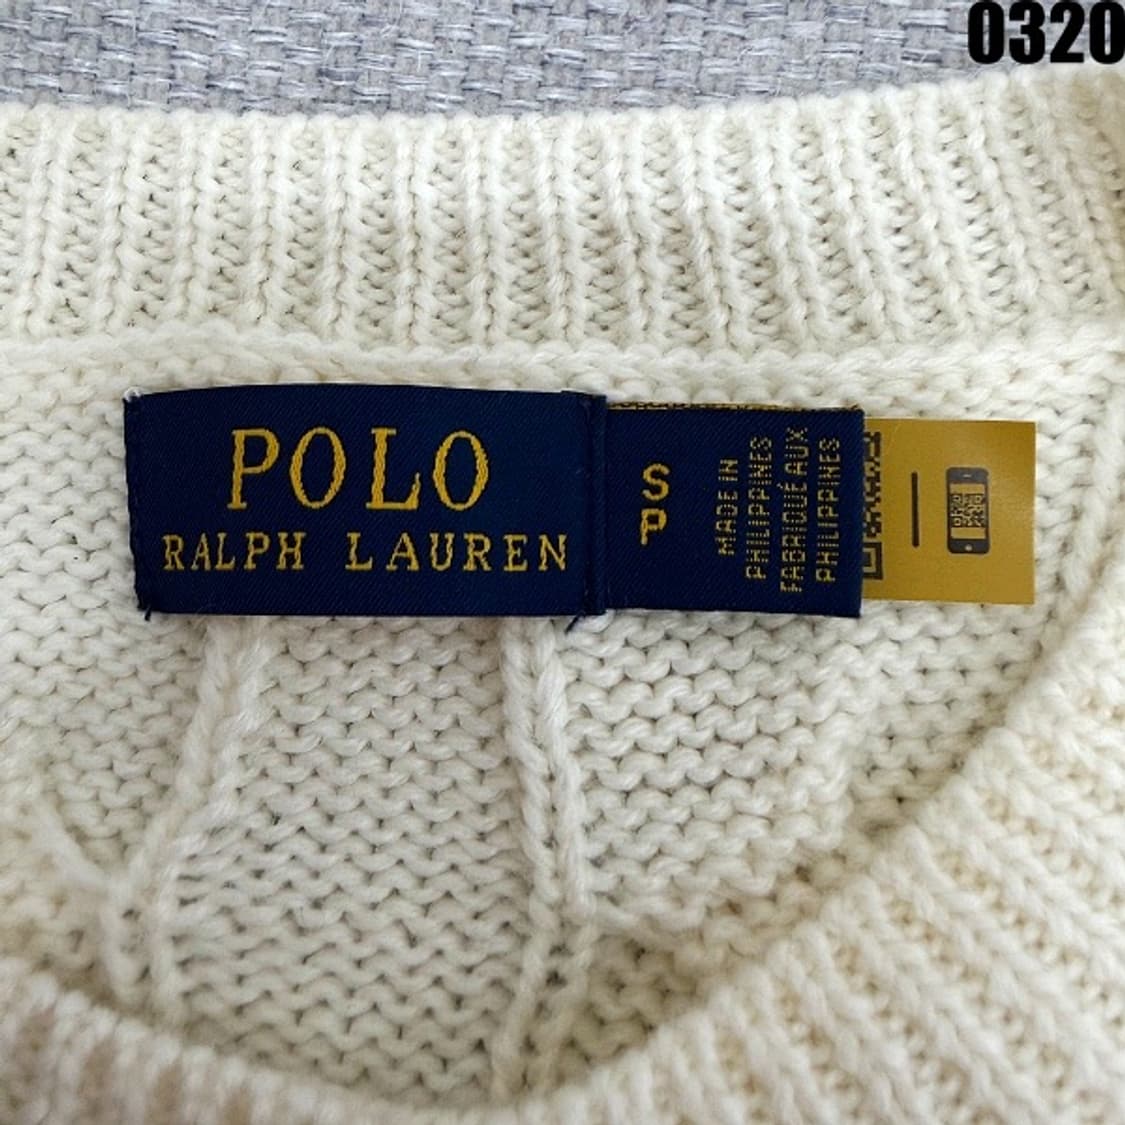 0320
POLO
RALPH LAUREN
S
P
MADE IN
PHILIPPINES
FABRIQUÉ AUX
PHILIPPINES